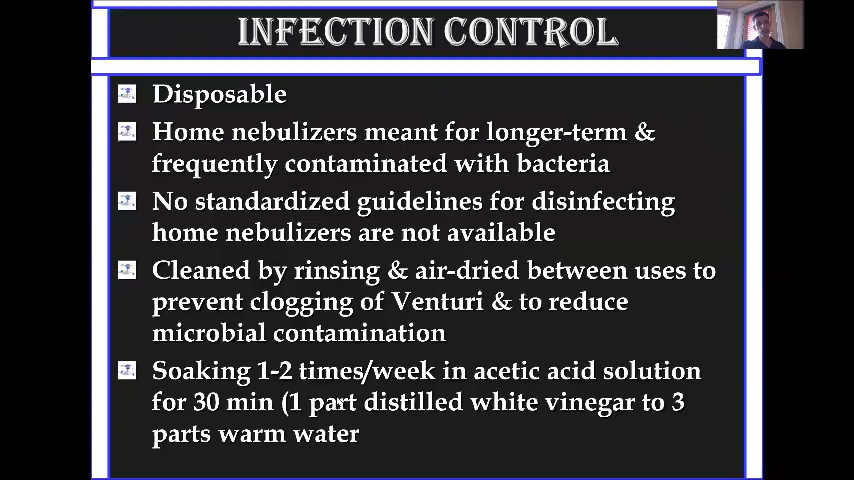 INFECTION CONTROL
Disposable
Home nebulizers meant for longer-term &
frequently contaminated with bacteria
No standardized guidelines for disinfecting
home nebulizers are not available
Cleaned by rinsing & air-dried between uses to
prevent clogging of Venturi & to reduce
microbial contamination
Soaking 1-2 times/week in acetic acid solution
for 30 min (1 part distilled white vinegar to 3
parts warm water